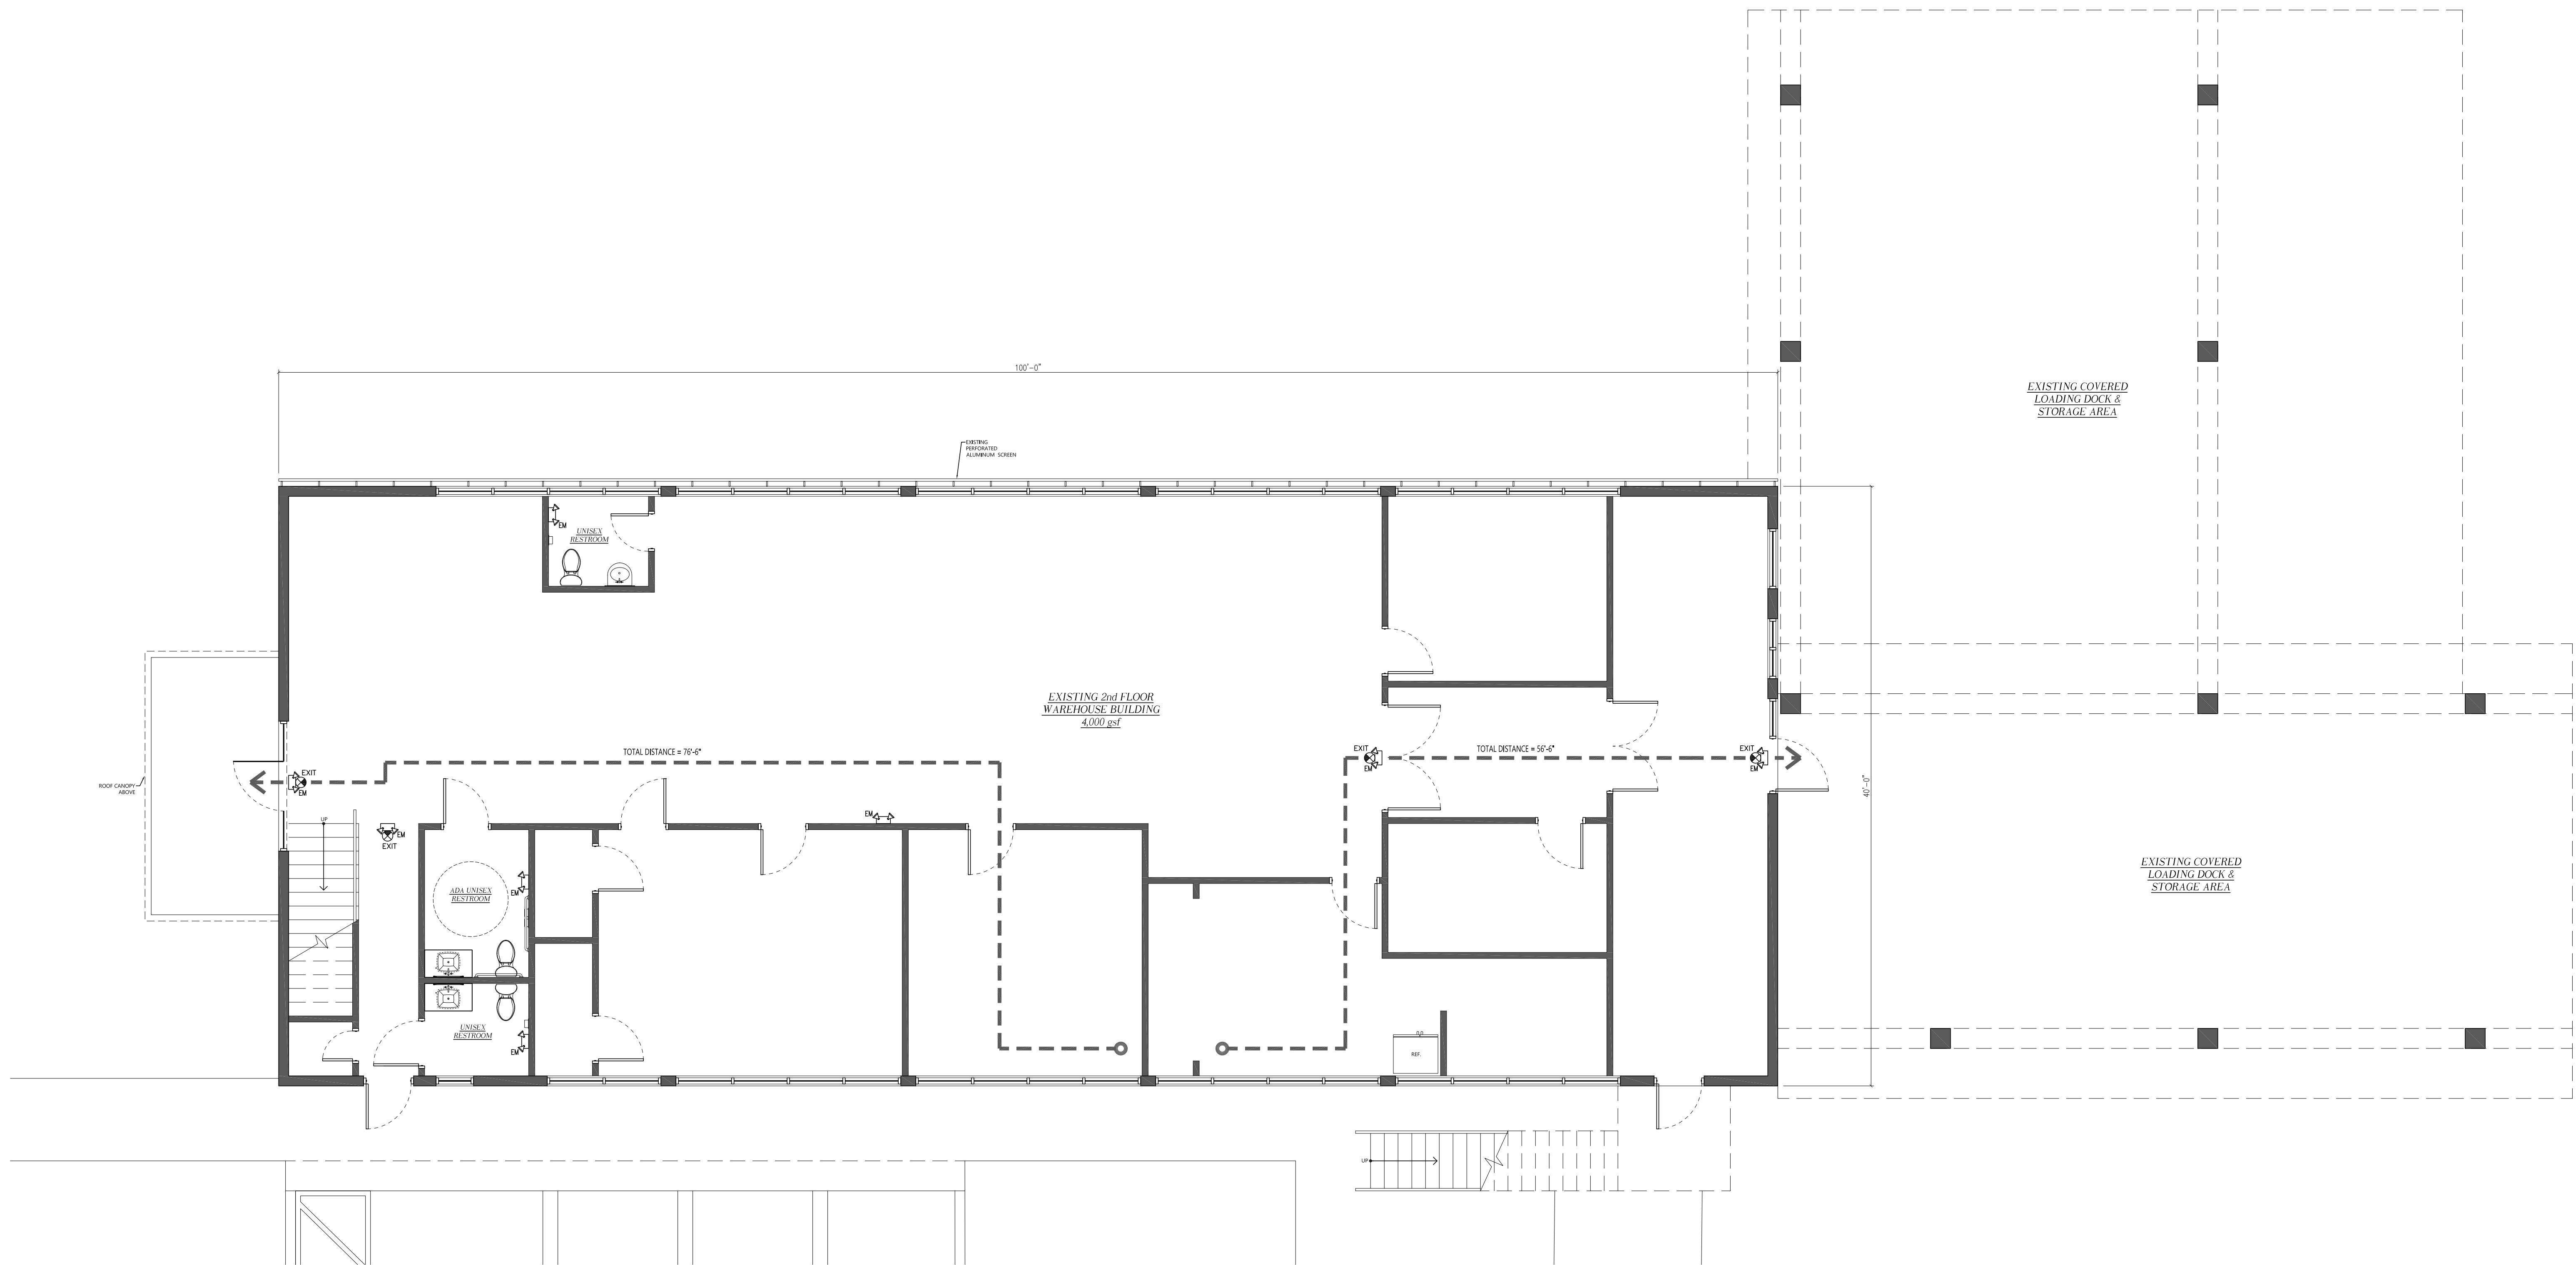 100'-0"
EXISTING COVERED
LOADING DOCK &
STORAGE AREA
EXISTING
PERFORATED
ALUMINUM SCREEN
EM
UNISEX
RESTROOM
EXISTING 2nd FLOOR
WAREHOUSE BUILDING
4,000 gsf
TOTAL DISTANCE = 76'-6"
EXIT
EM
TOTAL DISTANCE = 56'-6"
EXIT
EM
EXIT
EM
ROOF CANOPY
ABOVE
40'-0"
UP
EM
EM
EXIT
EXISTING COVERED
LOADING DOCK &
STORAGE AREA
ADA UNISEX
RESTROOM
EM
UNISEX
RESTROOM
EM
REF.
UP